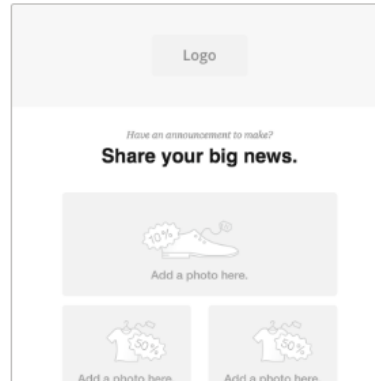 Logo
Have an announcement to make?
Share your big news.
10%
Add a photo here.
50%
50%
Add a photo here.
Add a photo here.